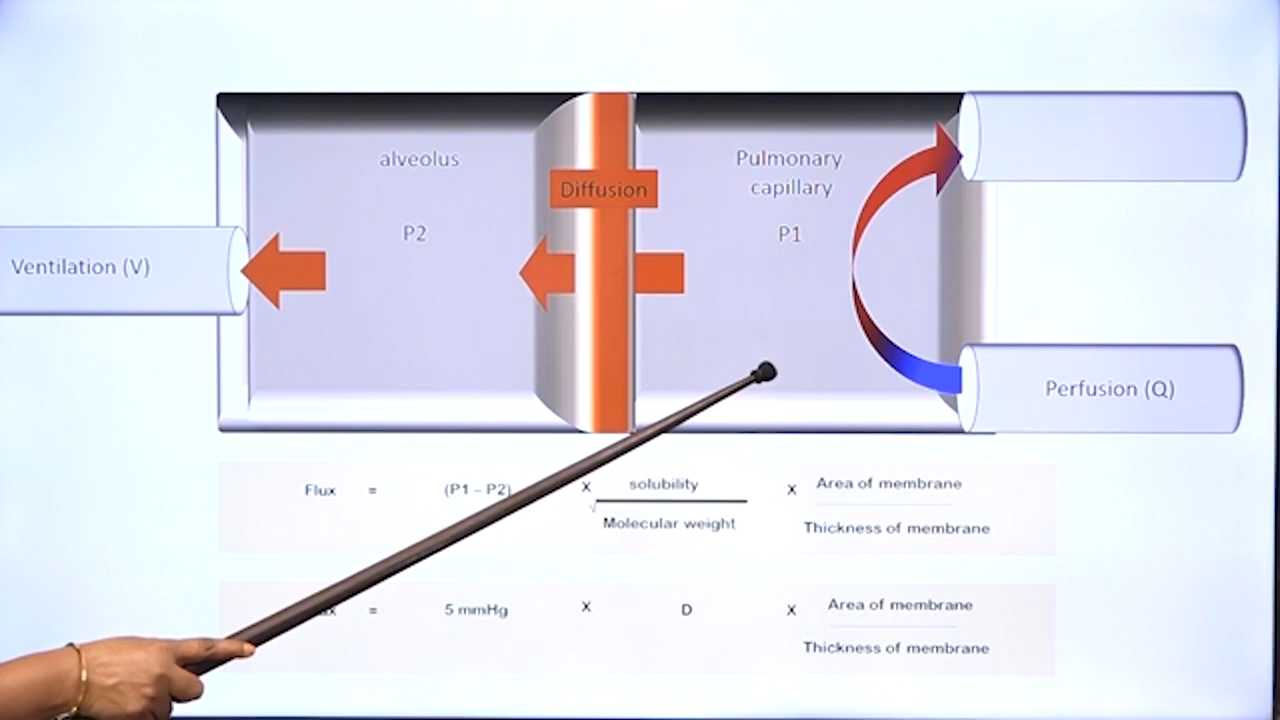 alveolus
Pulmonary
capillary
Diffusion
P2
P1
Ventilation (V)
Perfusion (Q)
Flux = (P1 – P2) X solubility X Area of membrane
√ Molecular weight Thickness of membrane
= 5 mmHg X D X Area of membrane
Thickness of membrane